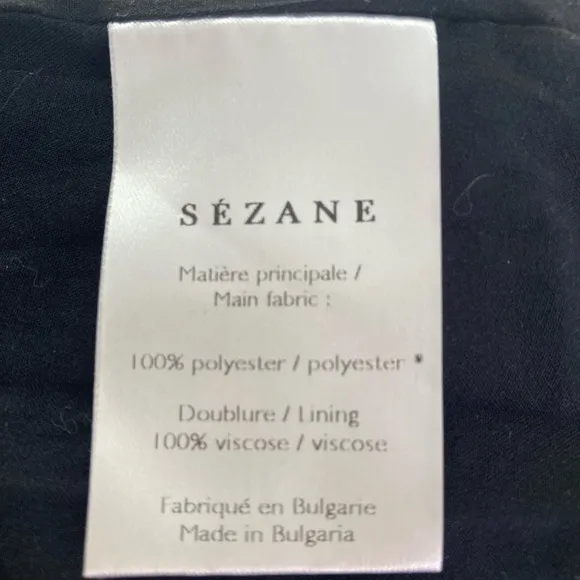 SÉZANE
Matière principale /
Main fabric :
100% polyester / polyester *
Doublure / Lining
100% viscose / viscose
Fabriqué en Bulgarie
Made in Bulgaria